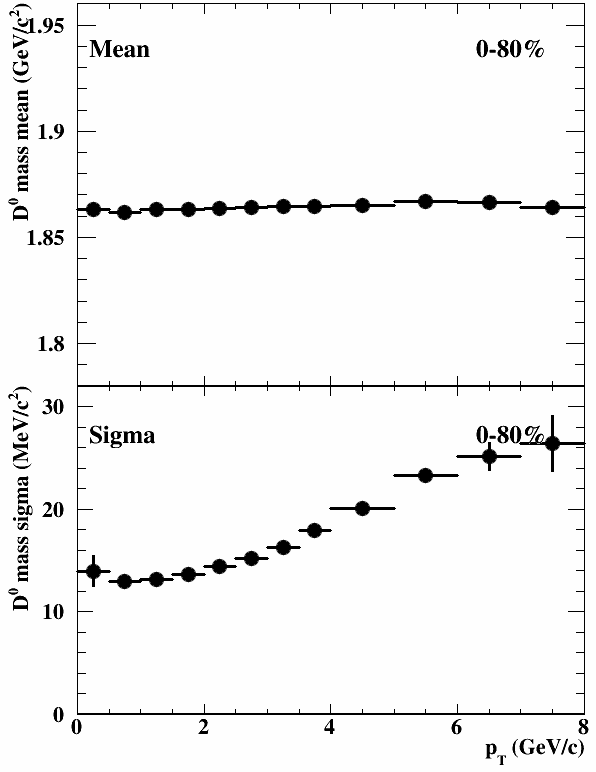 1.95
Mean
0-80%
1.9
1.85
1.8
D⁰ mass mean (GeV/c²)
30
Sigma
0-80%
20
10
0
D⁰ mass sigma (MeV/c²)
0 2 4 6 8
p_T (GeV/c)